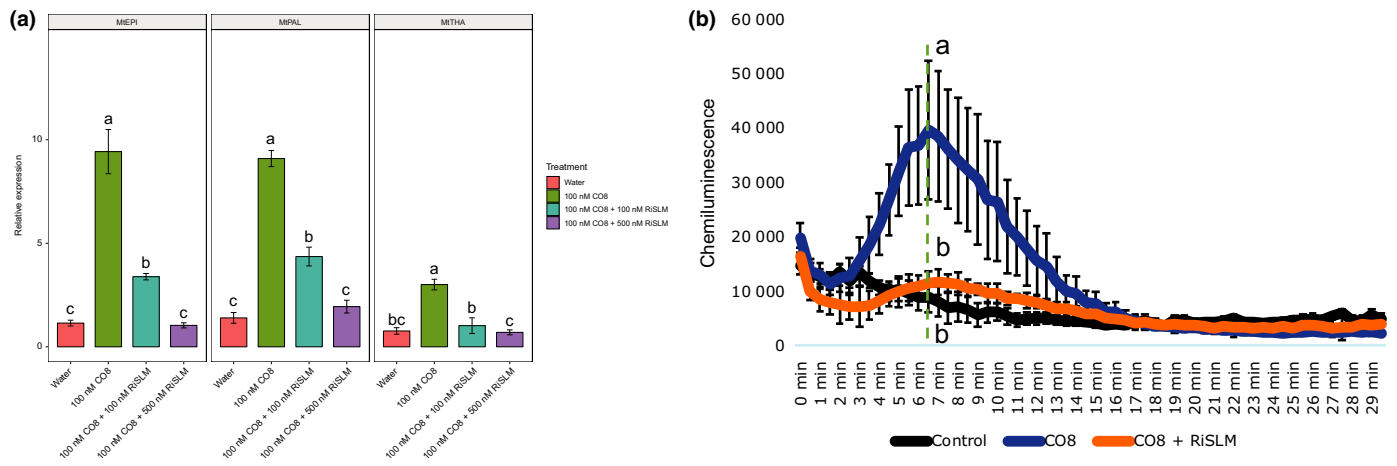 (a)
MtEPI
MtPAL
MtTHA
Relative expression
10
5
0
c
a
b
c
c
a
b
c
bc
a
b
c
Water
100 nM CO8
100 nM CO8 + 100 nM RiSLM
100 nM CO8 + 500 nM RiSLM
Water
100 nM CO8
100 nM CO8 + 100 nM RiSLM
100 nM CO8 + 500 nM RiSLM
Water
100 nM CO8
100 nM CO8 + 100 nM RiSLM
100 nM CO8 + 500 nM RiSLM
Treatment
Water
100 nM CO8
100 nM CO8 + 100 nM RiSLM
100 nM CO8 + 500 nM RiSLM
(b)
Chemiluminescence
60 000
50 000
40 000
30 000
20 000
10 000
0
a
b
b
0 min
1 min
2 min
3 min
4 min
5 min
6 min
7 min
8 min
9 min
10 min
11 min
12 min
13 min
14 min
15 min
16 min
17 min
18 min
19 min
20 min
21 min
22 min
23 min
24 min
25 min
26 min
27 min
28 min
29 min
Control
CO8
CO8 + RiSLM